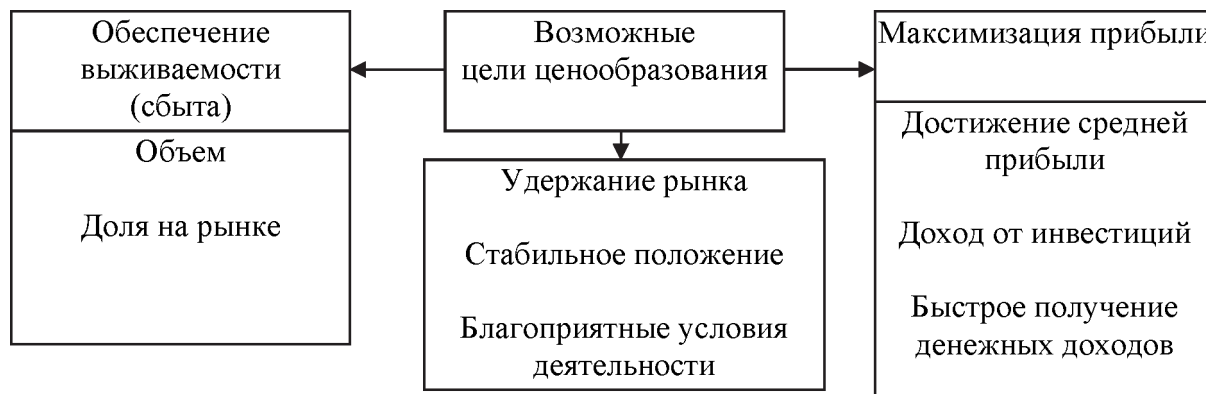 Обеспечение
выживаемости
(сбыта)
Объем
Доля на рынке
Возможные
цели ценообразования
Удержание рынка
Стабильное положение
Благоприятные условия
деятельности
Максимизация прибыли
Достижение средней
прибыли
Доход от инвестиций
Быстрое получение
денежных доходов